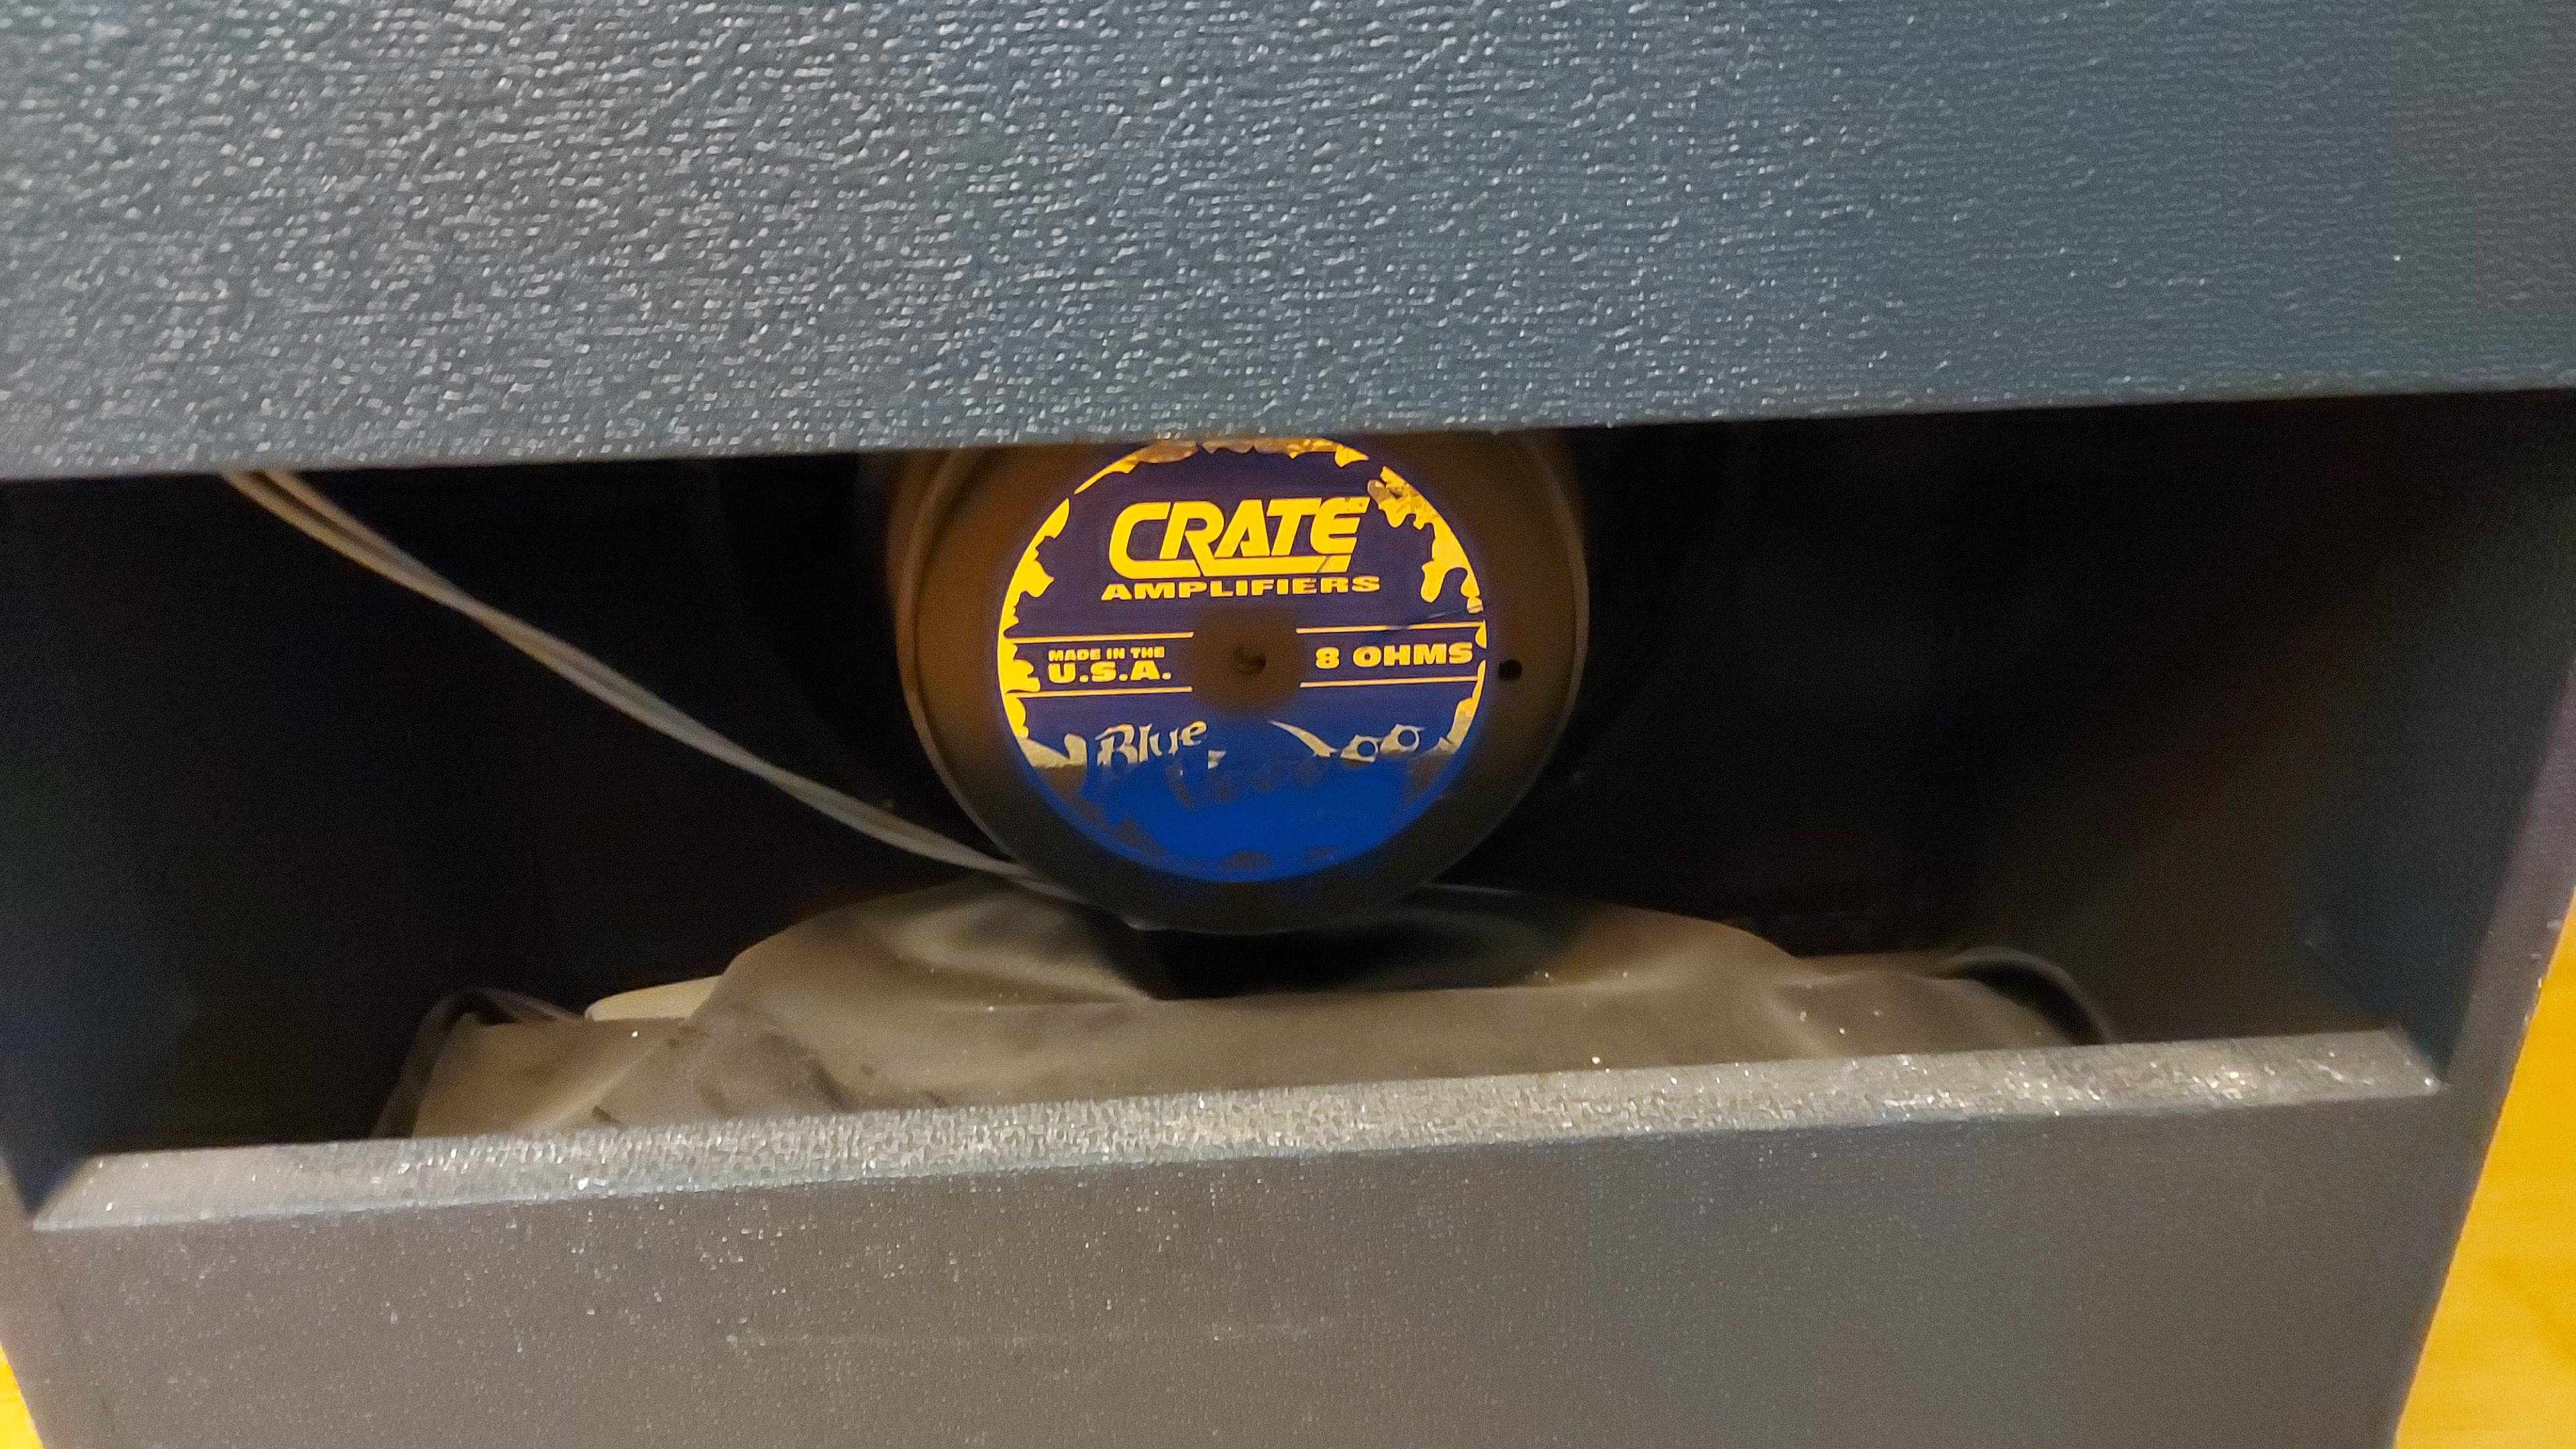 CRATE
AMPLIFIERS
MADE IN THE
U.S.A.
8 OHMS
Blue